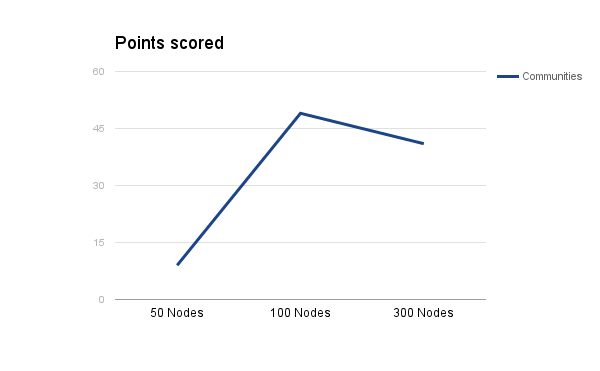 Points scored
60
Communities
45
30
15
0
50 Nodes
100 Nodes
300 Nodes